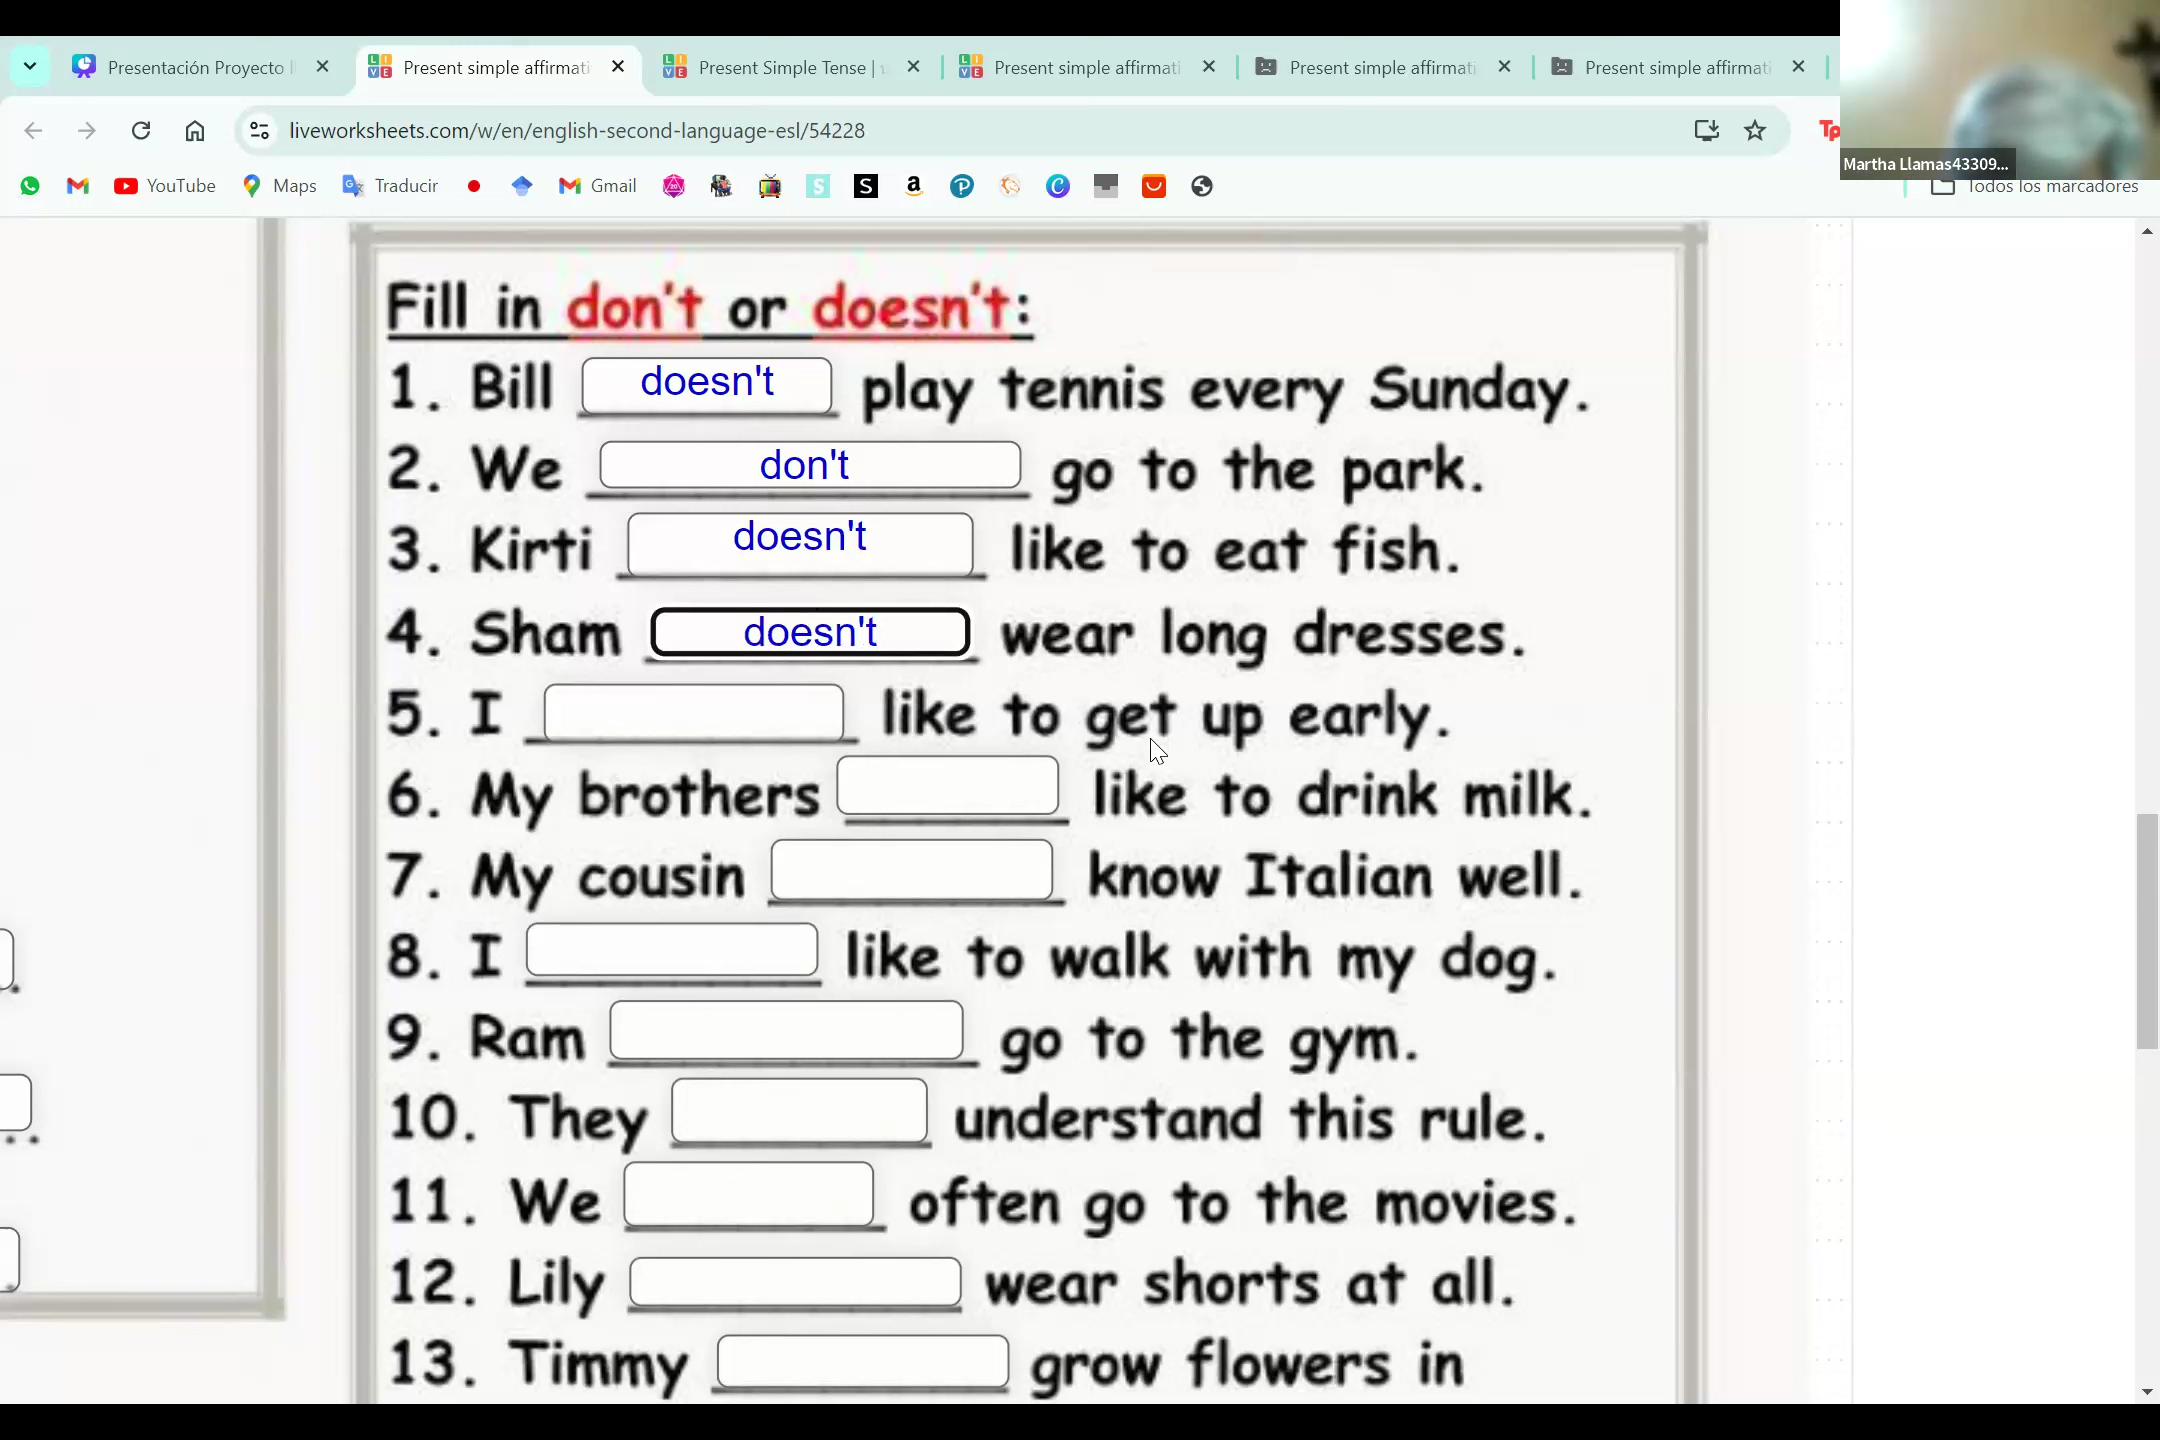 Presentación Proyecto
Present simple affirmati
Present Simple Tense |
Present simple affirmati
Present simple affirmati
Present simple affirmati
liveworksheets.com/w/en/english-second-language-esl/54228
Martha Llamas43309...
YouTube
Maps
Traducir
Gmail
Todos los marcadores
Fill in don't or doesn't:
1. Bill doesn't play tennis every Sunday.
2. We don't go to the park.
3. Kirti doesn't like to eat fish.
4. Sham doesn't wear long dresses.
5. I like to get up early.
6. My brothers like to drink milk.
7. My cousin know Italian well.
8. I like to walk with my dog.
9. Ram go to the gym.
10. They understand this rule.
11. We often go to the movies.
12. Lily wear shorts at all.
13. Timmy grow flowers in